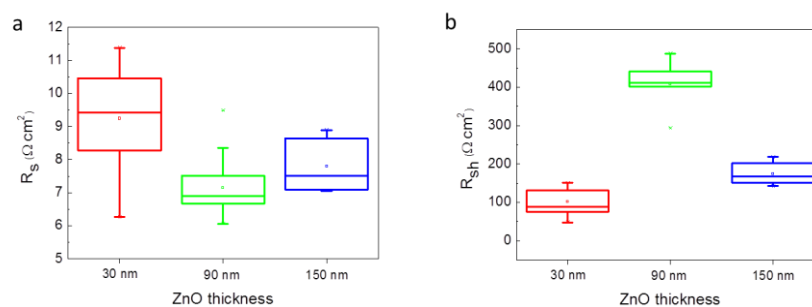 a
12
11
10
9
8
7
6
5
Rs (Ω cm²)
30 nm 90 nm 150 nm
ZnO thickness
b
500
400
300
200
100
0
Rsh (Ω cm²)
30 nm 90 nm 150 nm
ZnO thickness